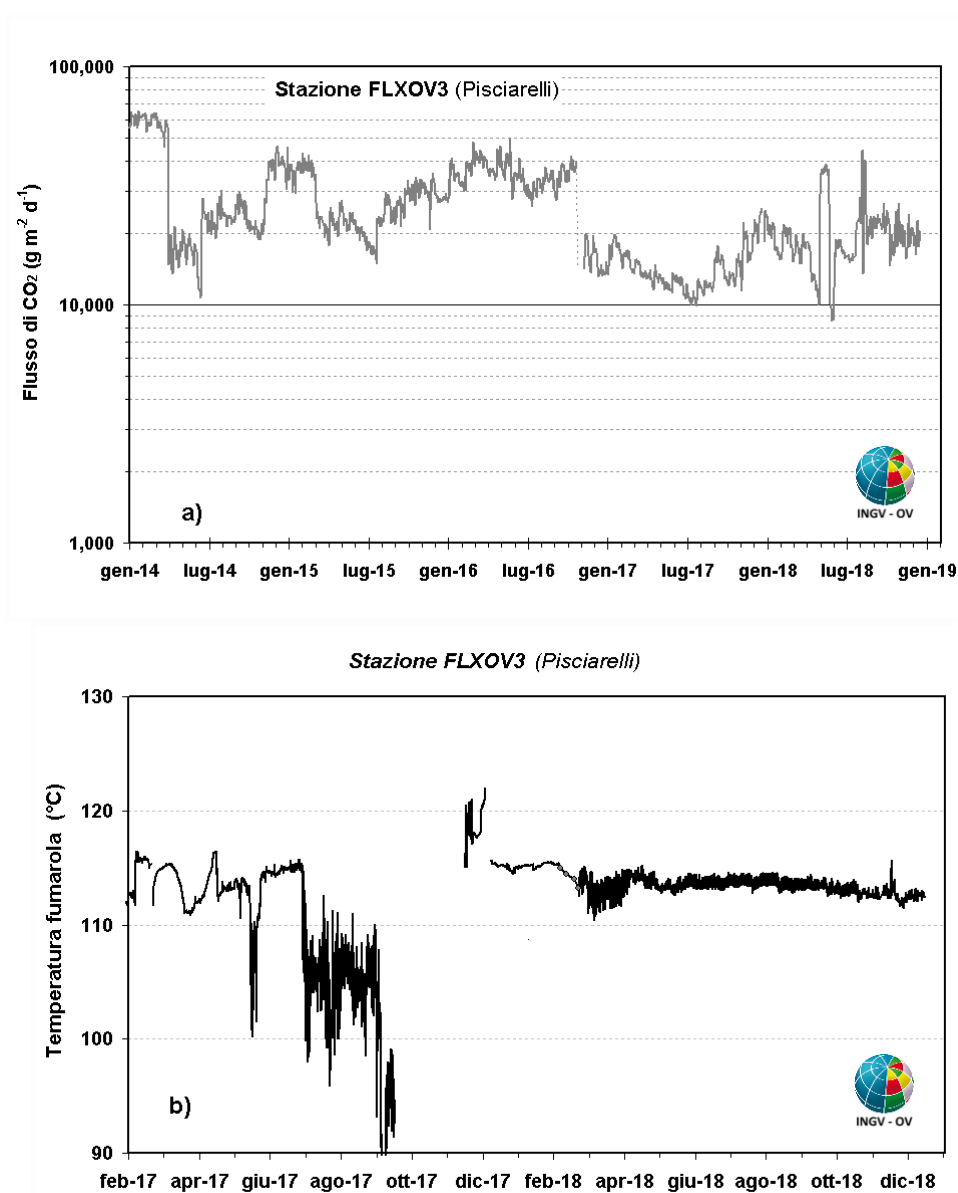 Stazione FLXOV3 (Pisciarelli)
Flusso di CO2 (g m-2 d-1)
100,000
10,000
1,000
a)
INGV - OV
gen-14 lug-14 gen-15 lug-15 gen-16 lug-16 gen-17 lug-17 gen-18 lug-18 gen-19
Stazione FLXOV3 (Pisciarelli)
Temperatura fumarola (°C)
130
120
110
100
90
b)
INGV - OV
feb-17 apr-17 giu-17 ago-17 ott-17 dic-17 feb-18 apr-18 giu-18 ago-18 ott-18 dic-18